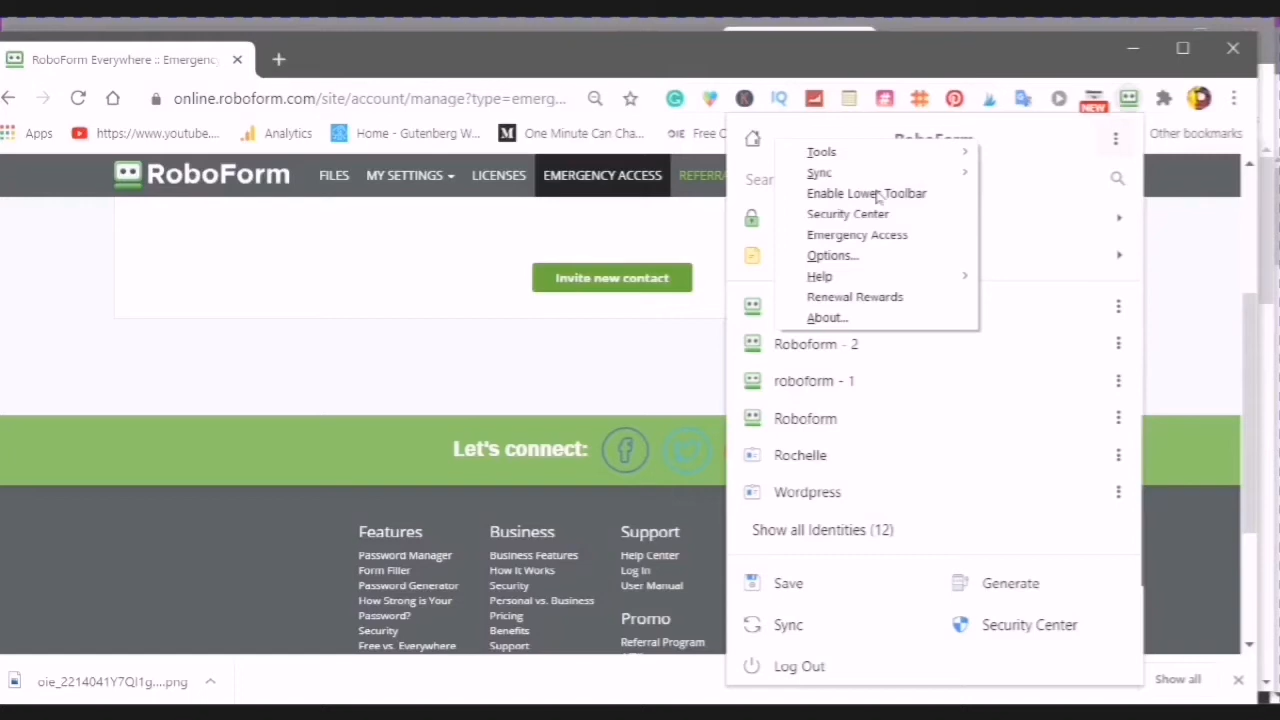 RoboForm Everywhere :: Emergenc
online.roboform.com/site/account/manage?type=emerg...
NEW
Apps
https://www.youtube....
Analytics
Home - Gutenberg W...
One Minute Can Cha...
Free
Other bookmarks
RoboForm
FILES
MY SETTINGS
LICENSES
EMERGENCY ACCESS
REFERRA
RoboForm
Sear
Tools
Sync
Enable Lower Toolbar
Security Center
Emergency Access
Options...
Help
Renewal Rewards
About...
Invite new contact
Roboform - 2
roboform - 1
Roboform
Rochelle
Wordpress
Show all Identities (12)
Save
Generate
Sync
Security Center
Log Out
Let's connect:
Features
Password Manager
Form Filler
Password Generator
How Strong is Your
Password?
Security
Free vs. Everywhere
Business
Business Features
How It Works
Security
Personal vs. Business
Pricing
Benefits
Support
Support
Help Center
Log In
User Manual
Promo
Referral Program
oie_2214041Y7QI1g....png
Show all